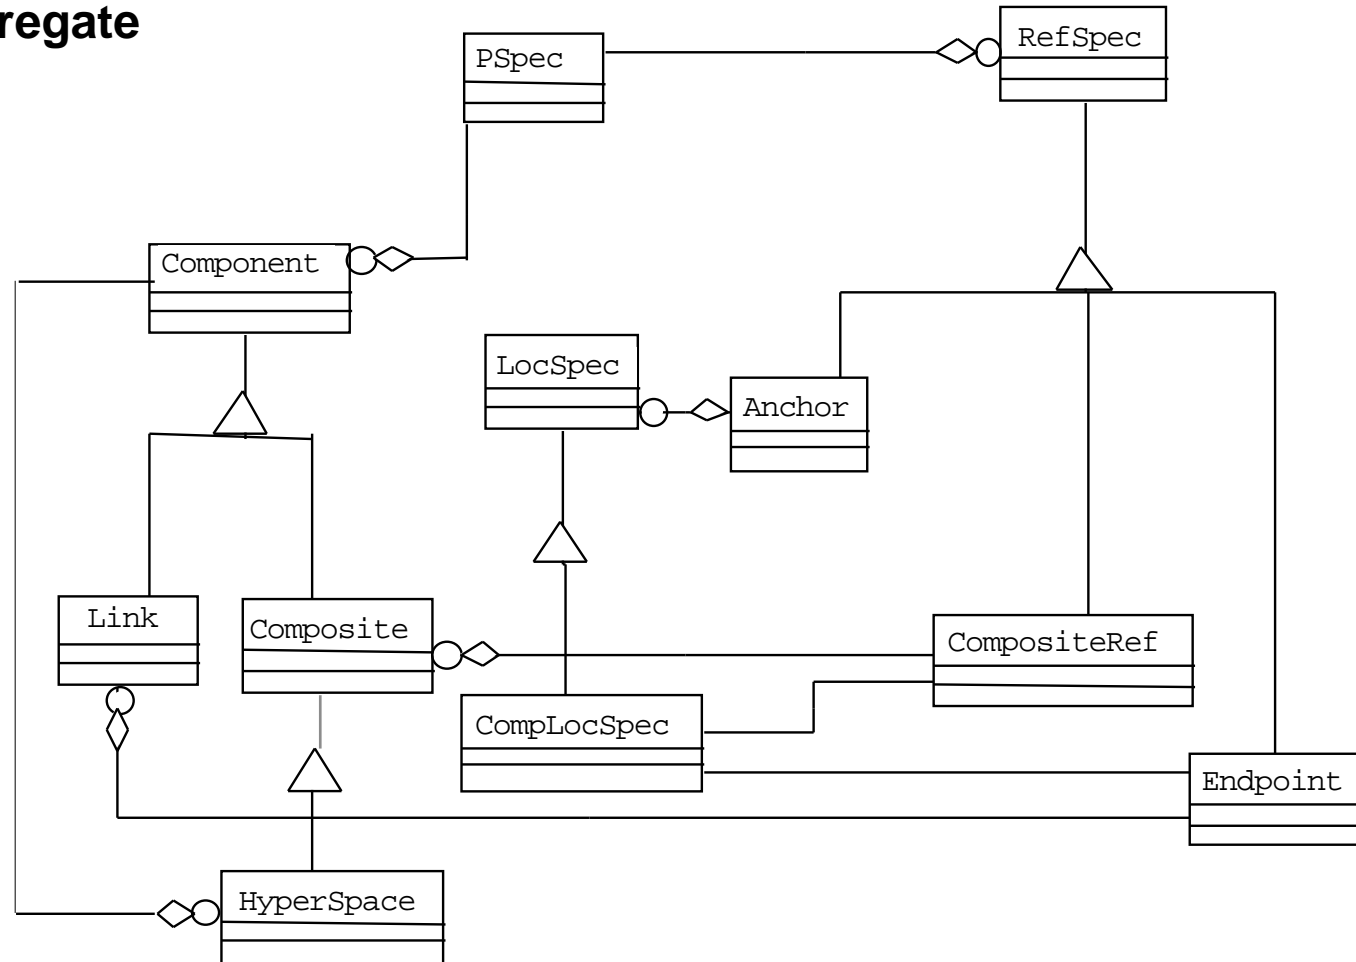 regate
RefSpec
PSpec
Component
LocSpec
Anchor
Link
Composite
CompositeRef
CompLocSpec
Endpoint
HyperSpace